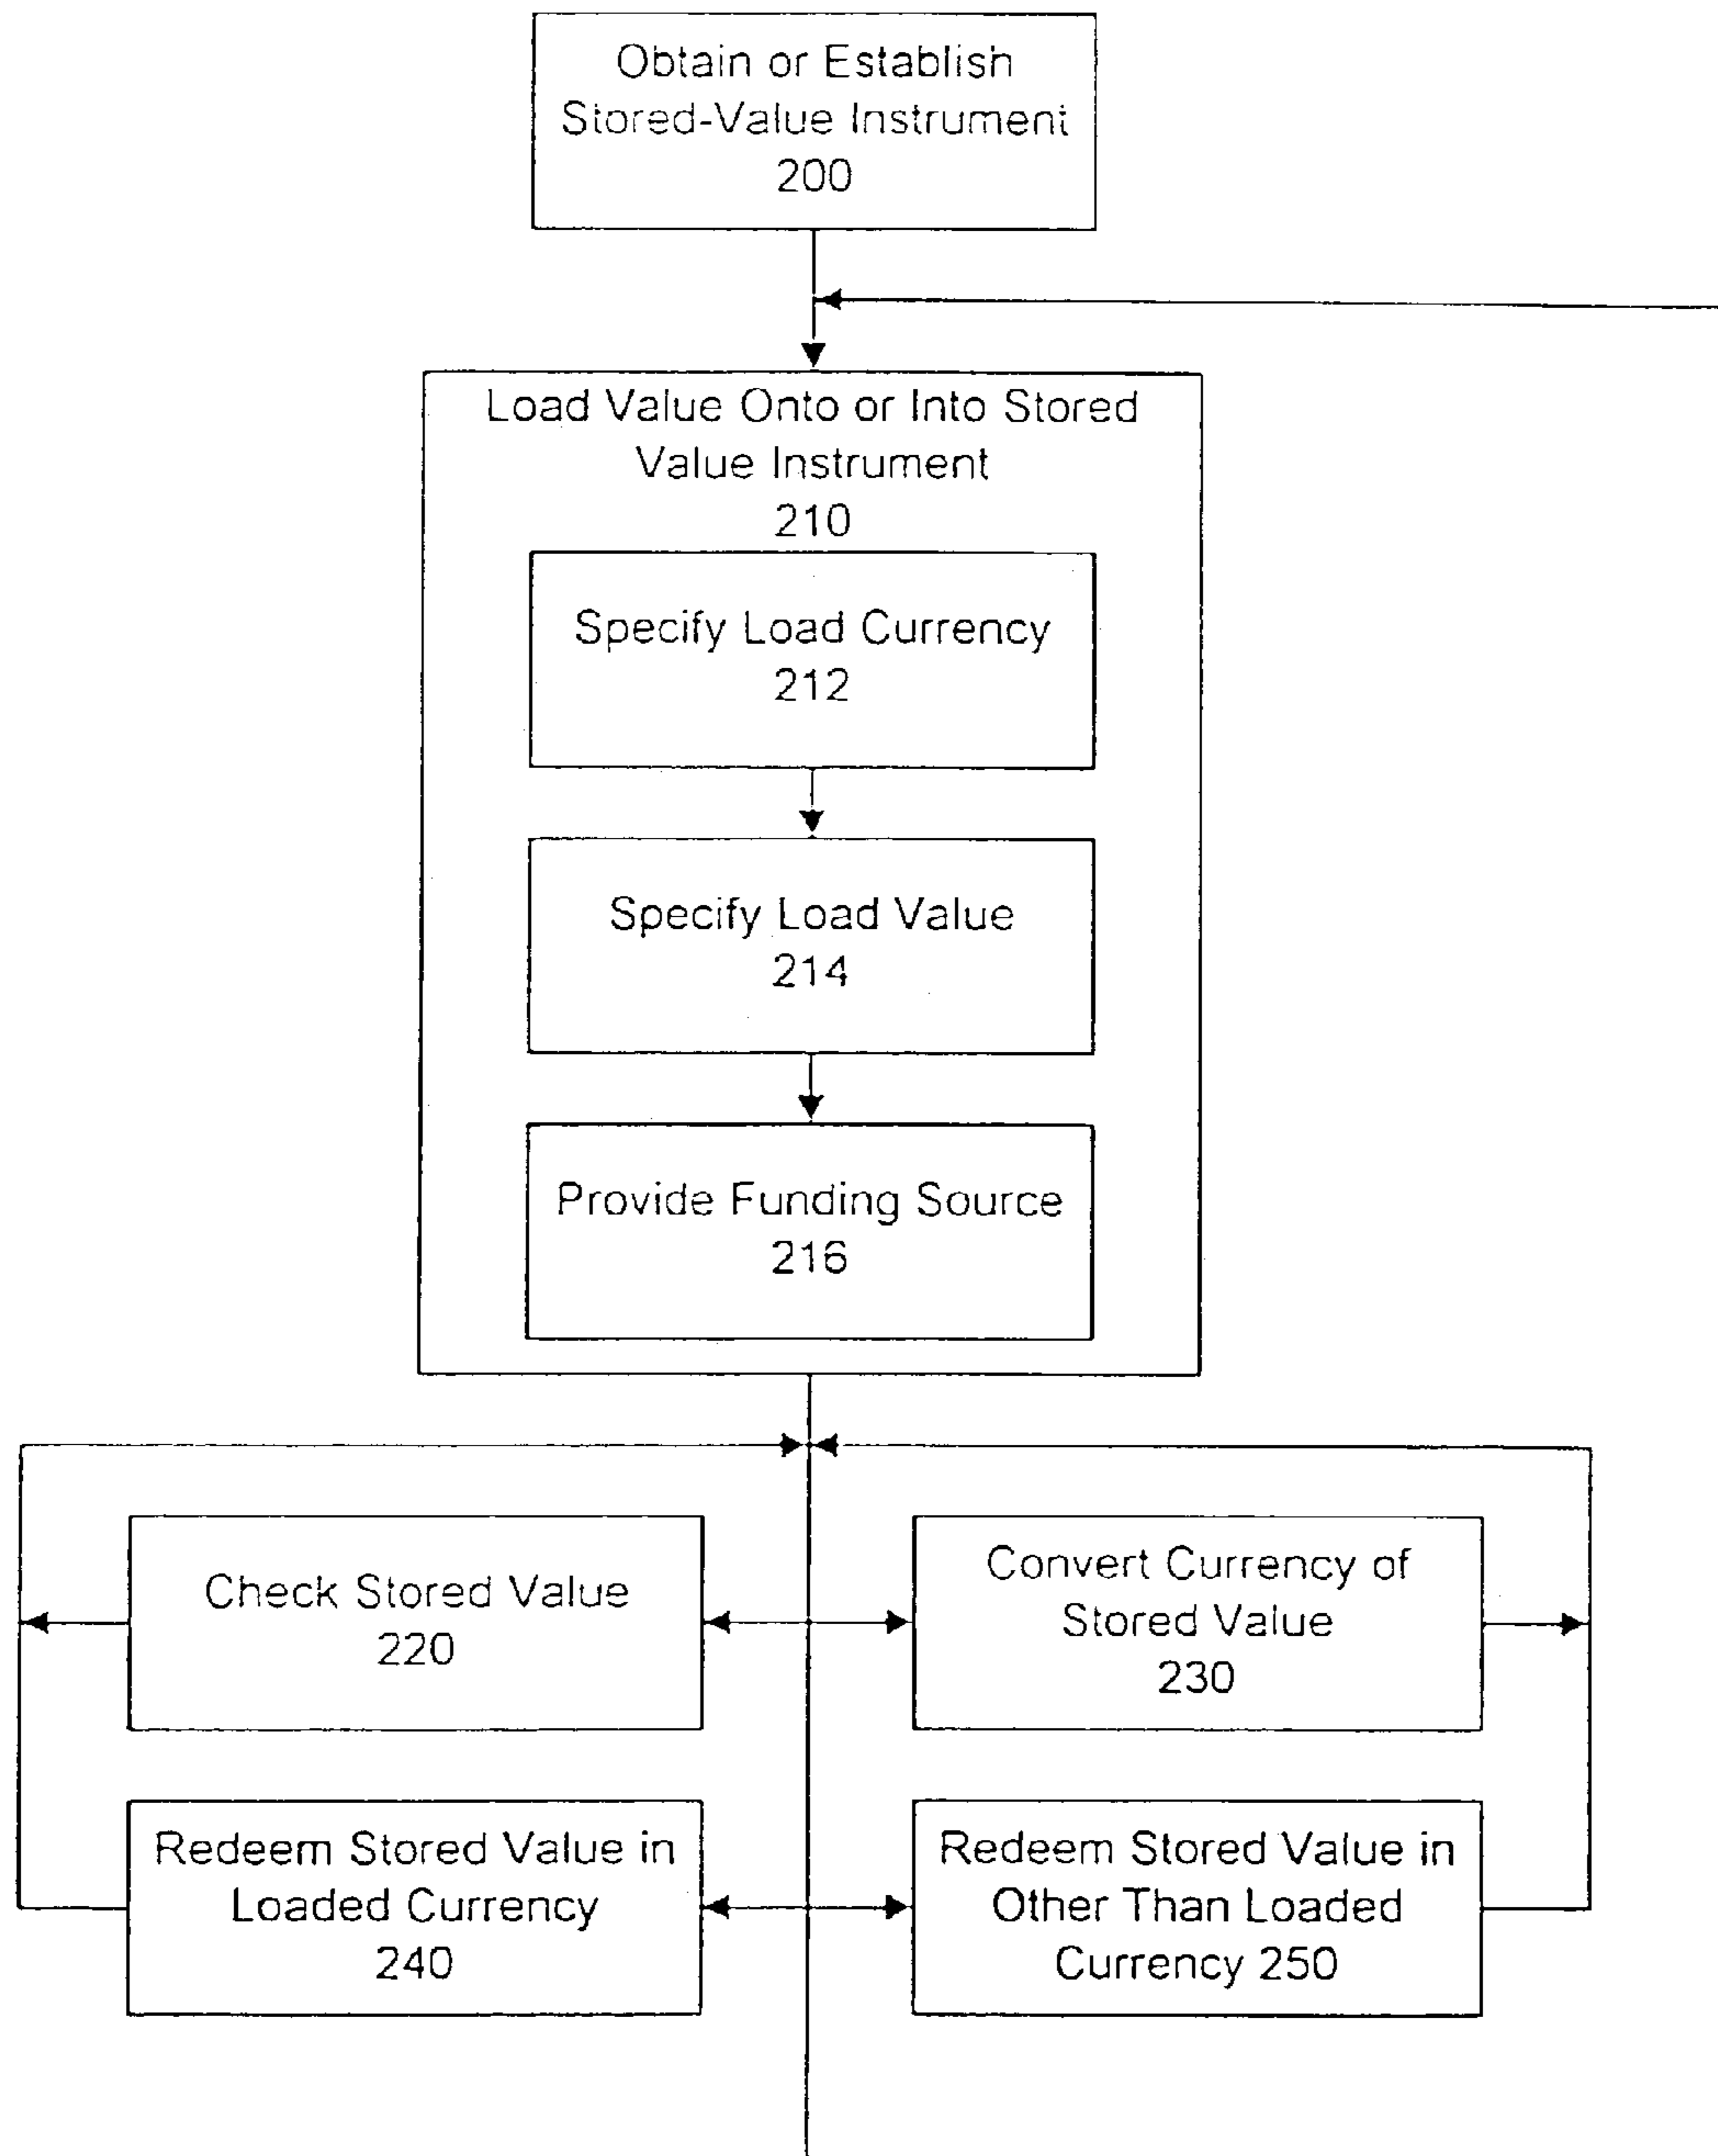 Obtain or Establish
Stored-Value Instrument
200
Load Value Onto or Into Stored
Value Instrument
210
Specify Load Currency
212
Specify Load Value
214
Provide Funding Source
216
Check Stored Value
220
Convert Currency of
Stored Value
230
Redeem Stored Value in
Loaded Currency
240
Redeem Stored Value in
Other Than Loaded
Currency 250